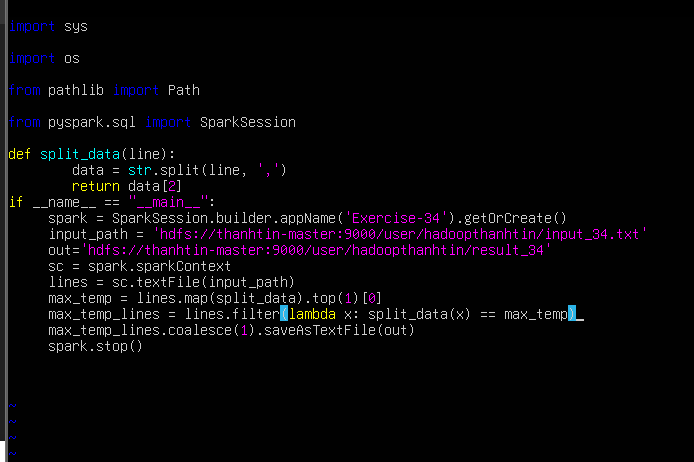 import sys
import os
from pathlib import Path
from pyspark.sql import SparkSession
def split_data(line):
data = str.split(line, ',')
return data[2]
if __name__ == "__main__":
spark = SparkSession.builder.appName('Exercise-34').getOrCreate()
input_path = 'hdfs://thanhtin-master:9000/user/hadoopthanhtin/input_34.txt'
out='hdfs://thanhtin-master:9000/user/hadoopthanhtin/result_34'
sc = spark.sparkContext
lines = sc.textFile(input_path)
max_temp = lines.map(split_data).top(1)[0]
max_temp_lines = lines.filter(lambda x: split_data(x) == max_temp)
max_temp_lines.coalesce(1).saveAsTextFile(out)
spark.stop()
~
~
~
~